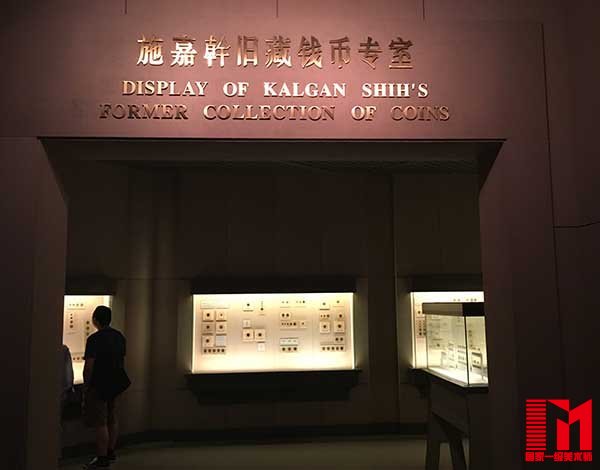 施嘉幹旧藏钱币专室
DISPLAY OF KALGAN SHIH'S
FORMER COLLECTION OF COINS